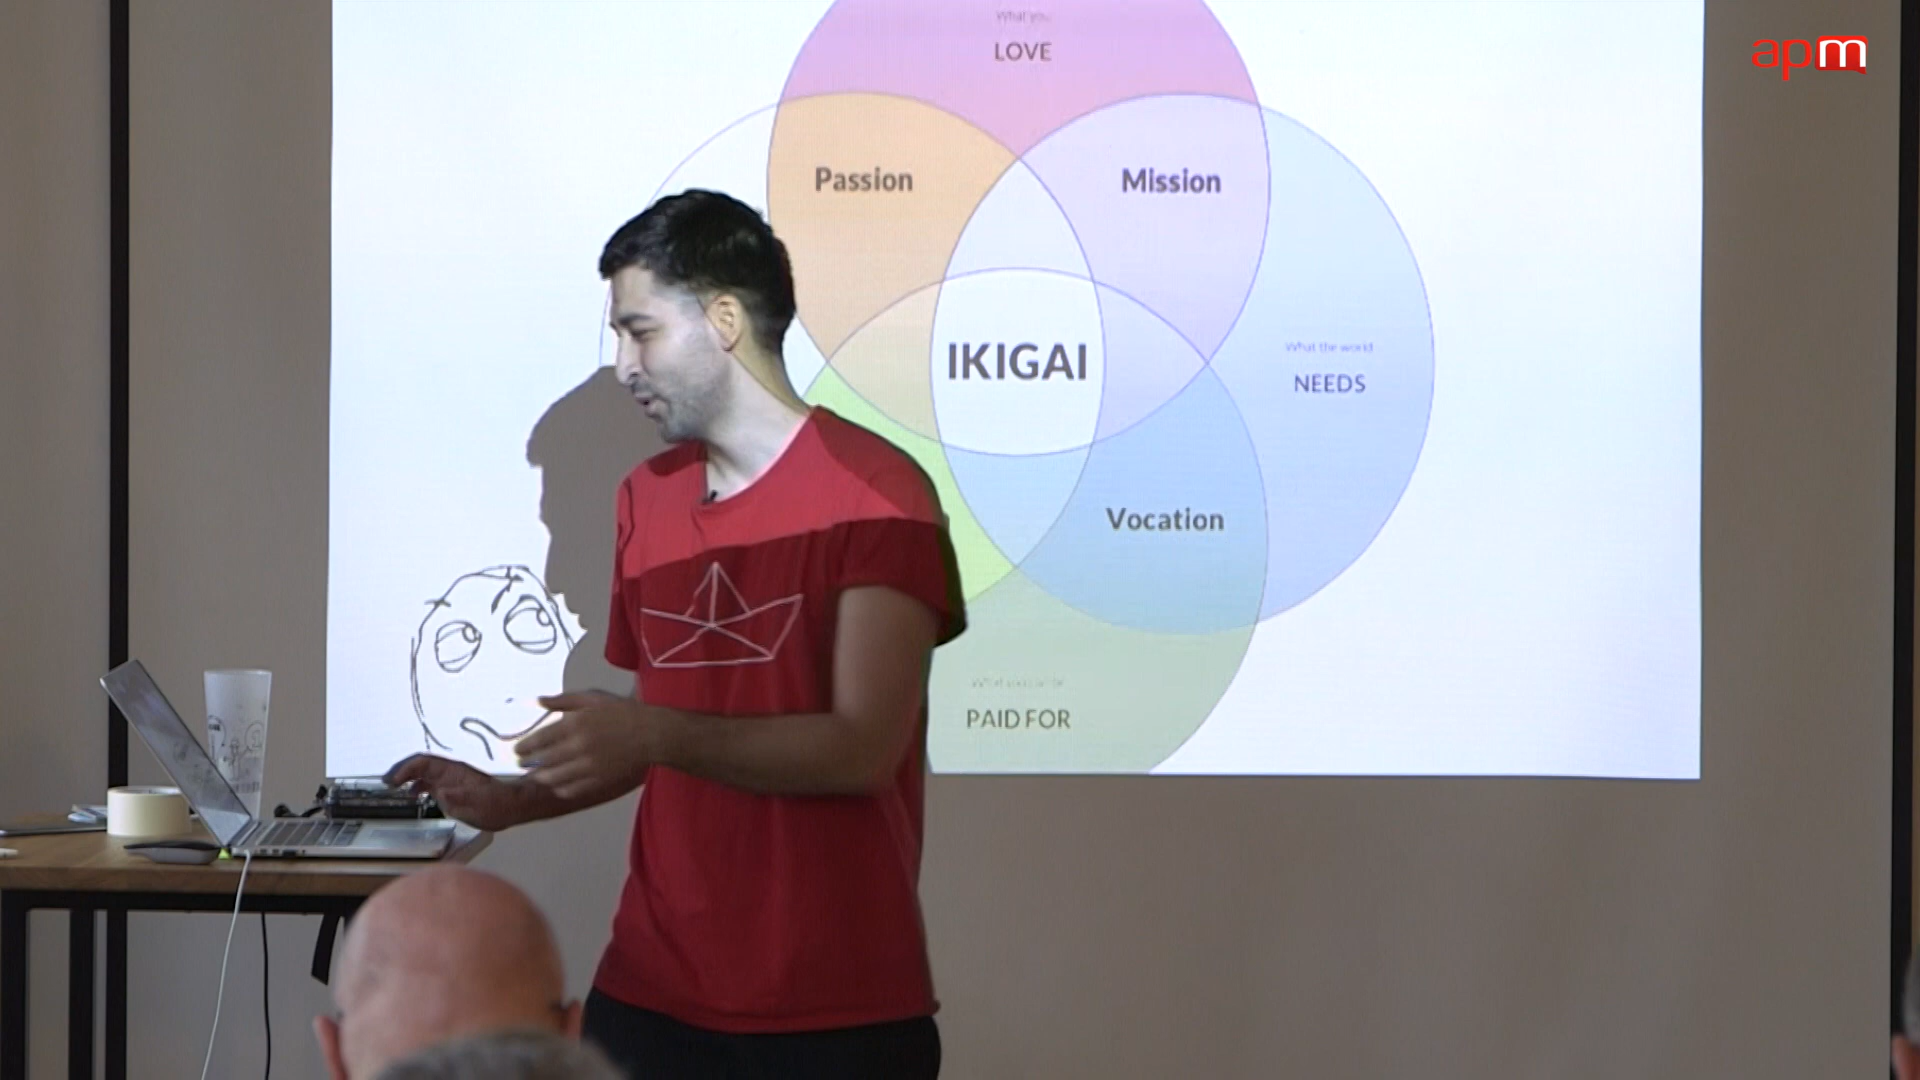 apm
What you
LOVE
Passion
Mission
IKIGAI
What the world
NEEDS
Vocation
PAID FOR